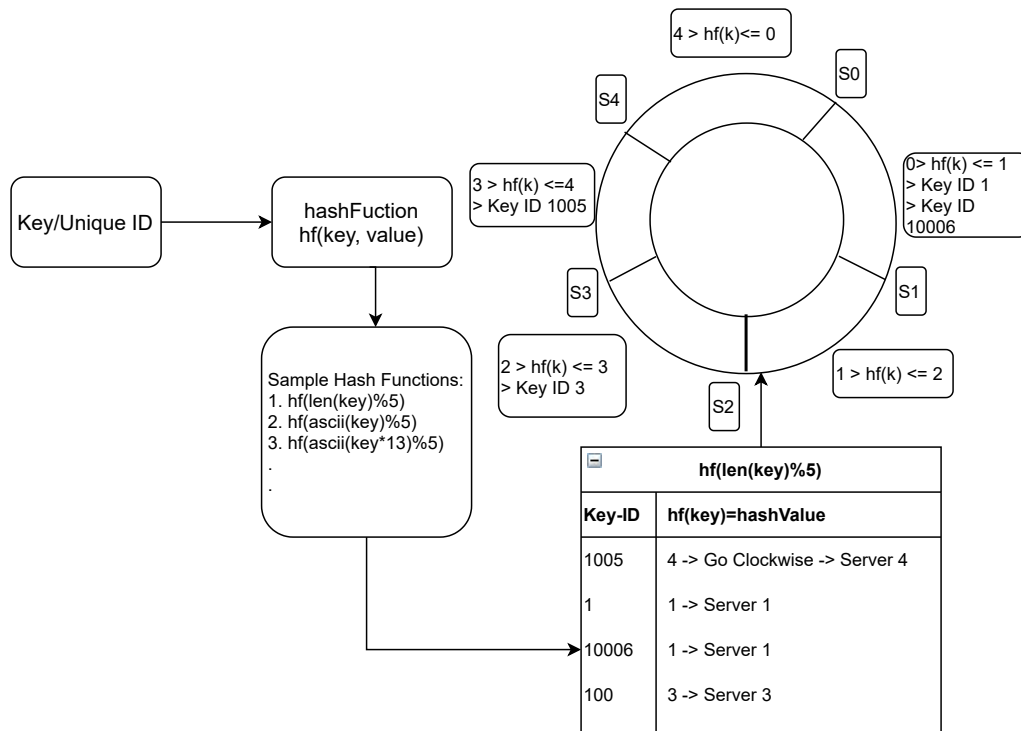 4 > hf(k)<= 0
S0
S4
0> hf(k) <= 1
> Key ID 1
> Key ID
10006
3 > hf(k) <=4
> Key ID 1005
Key/Unique ID
hashFuction
hf(key, value)
S3
S1
2 > hf(k) <= 3
> Key ID 3
1 > hf(k) <= 2
S2
Sample Hash Functions:
1. hf(len(key)%5)
2. hf(ascii(key)%5)
3. hf(ascii(key*13)%5)
.
.
hf(len(key)%5)
Key-ID hf(key)=hashValue
1005 4 -> Go Clockwise -> Server 4
1 1 -> Server 1
10006 1 -> Server 1
100 3 -> Server 3